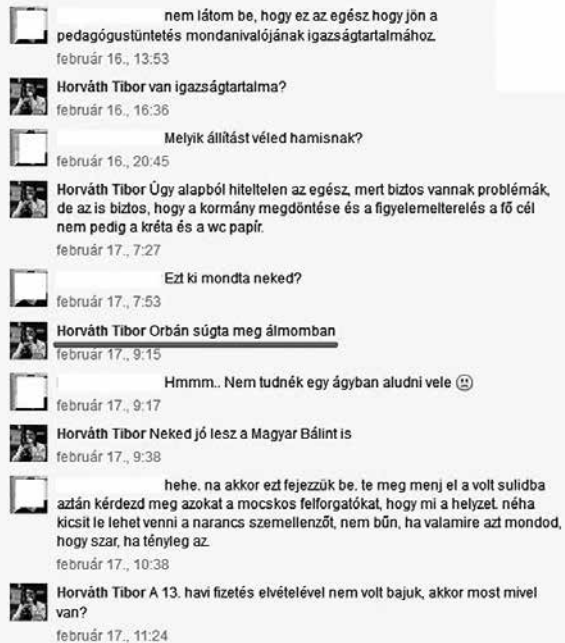 nem látom be, hogy ez az egész hogy jön a
pedagógustüntetés mondanivalójának igazságtartalmához.
február 16., 13:53
Horváth Tibor van igazságtartalma?
február 16., 16:36
Melyik állítást véled hamisnak?
február 16., 20:45
Horváth Tibor Úgy alapból hiteltelen az egész, mert biztos vannak problémák,
de az is biztos, hogy a kormány megdöntése és a figyelemelterelés a fő cél
nem pedig a kréta és a wc papír.
február 17., 7:27
Ezt ki mondta neked?
február 17., 7:53
Horváth Tibor Orbán súgta meg álmomban
február 17., 9:15
Hmmm.. Nem tudnék egy ágyban aludni vele
február 17., 9:17
Horváth Tibor Neked jó lesz a Magyar Bálint is
február 17., 9:38
hehe. na akkor ezt fejezzük be. te meg menj el a volt sulidba
aztán kérdezd meg azokat a mocskos felforgatókat, hogy mi a helyzet. néha
kicsit le lehet venni a narancs szemellenzőt, nem bűn, ha valamire azt mondod,
hogy szar, ha tényleg az.
február 17., 10:38
Horváth Tibor A 13. havi fizetés elvételével nem volt bajuk, akkor most mivel
van?
február 17., 11:24